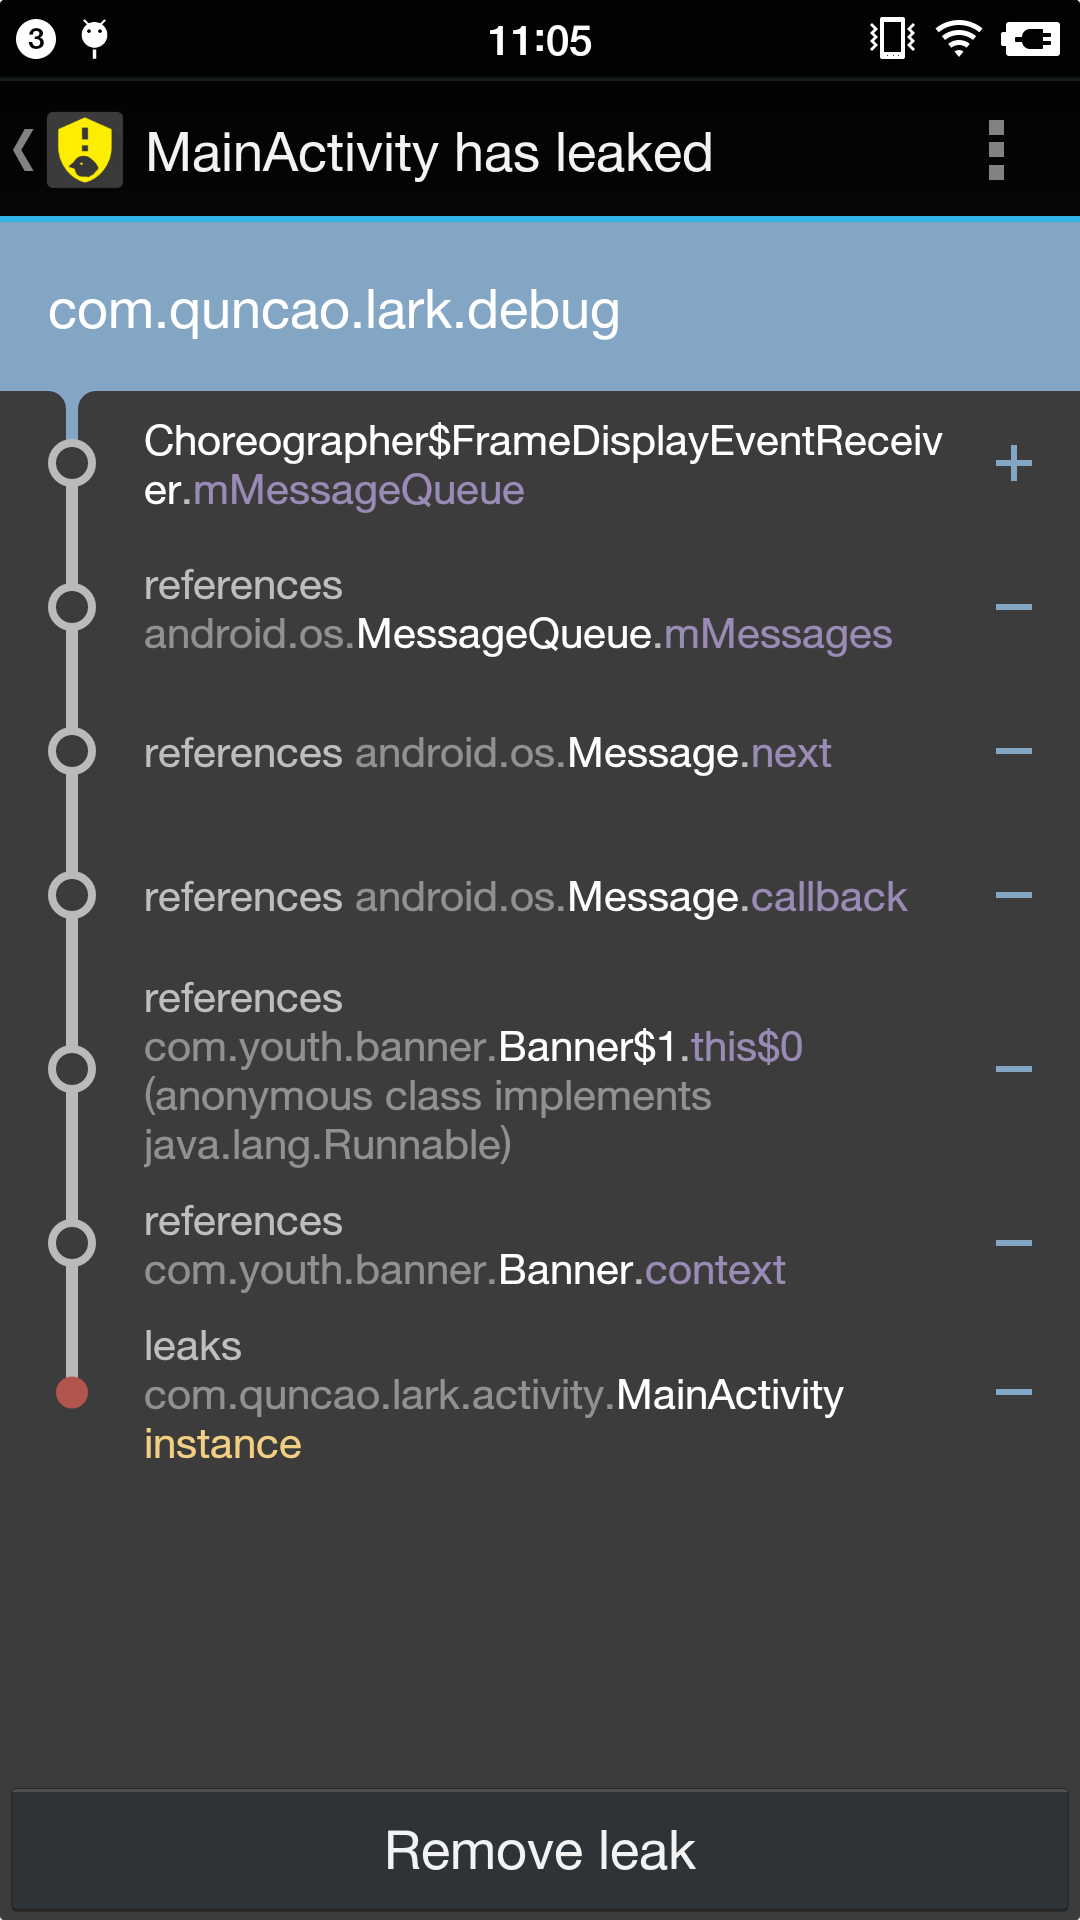 3
11:05
MainActivity has leaked
com.quncao.lark.debug
Choreographer$FrameDisplayEventReceiv
er.mMessageQueue
references
android.os.MessageQueue.mMessages
references android.os.Message.next
references android.os.Message.callback
references
com.youth.banner.Banner$1.this$0
(anonymous class implements
java.lang.Runnable)
references
com.youth.banner.Banner.context
leaks
com.quncao.lark.activity.MainActivity
instance
Remove leak